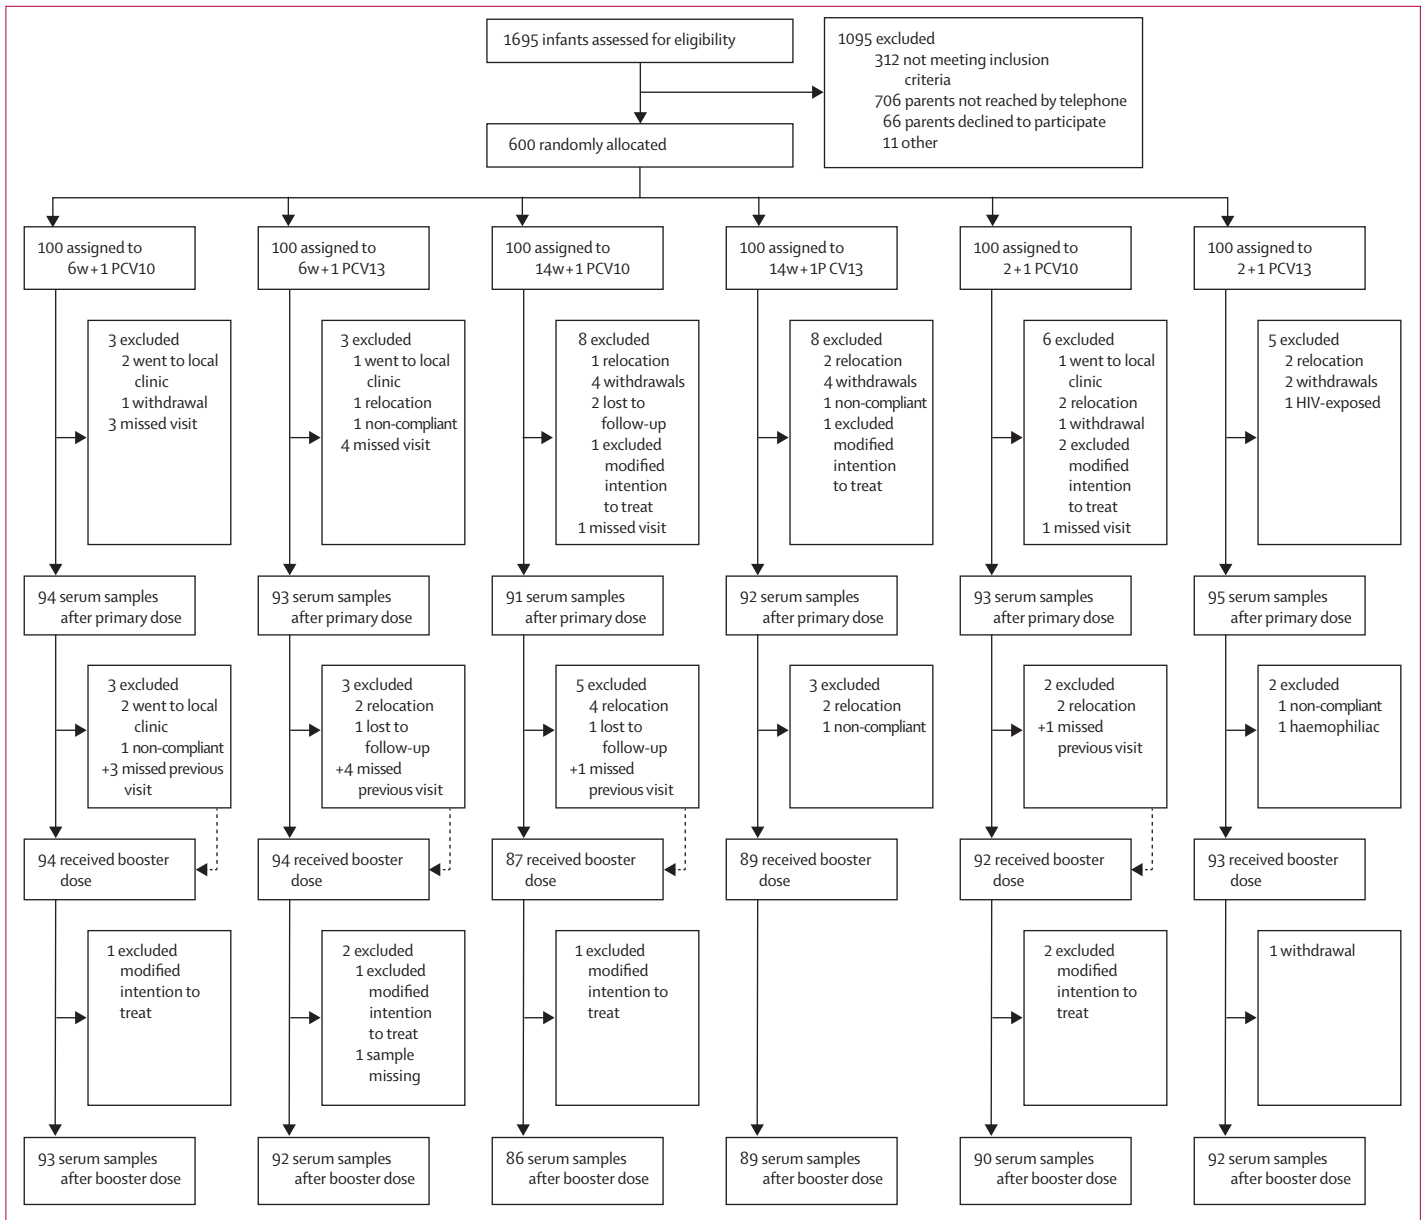 1695 infants assessed for eligibility
1095 excluded
312 not meeting inclusion
criteria
706 parents not reached by telephone
66 parents declined to participate
11 other
600 randomly allocated
100 assigned to
6w+1 PCV10
100 assigned to
6w+1 PCV13
100 assigned to
14w+1 PCV10
100 assigned to
14w+1P CV13
100 assigned to
2+1 PCV10
100 assigned to
2+1 PCV13
3 excluded
2 went to local
clinic
1 withdrawal
3 missed visit
3 excluded
1 went to local
clinic
1 relocation
1 non-compliant
4 missed visit
8 excluded
1 relocation
4 withdrawals
2 lost to
follow-up
1 excluded
modified
intention
to treat
1 missed visit
8 excluded
2 relocation
4 withdrawals
1 non-compliant
1 excluded
modified
intention
to treat
6 excluded
1 went to local
clinic
2 relocation
1 withdrawal
2 excluded
modified
intention
to treat
1 missed visit
5 excluded
2 relocation
2 withdrawals
1 HIV-exposed
94 serum samples
after primary dose
93 serum samples
after primary dose
91 serum samples
after primary dose
92 serum samples
after primary dose
93 serum samples
after primary dose
95 serum samples
after primary dose
3 excluded
2 went to local
clinic
1 non-compliant
+3 missed previous
visit
3 excluded
2 relocation
1 lost to
follow-up
+4 missed
previous visit
5 excluded
4 relocation
1 lost to
follow-up
+1 missed
previous visit
3 excluded
2 relocation
1 non-compliant
2 excluded
2 relocation
+1 missed
previous visit
2 excluded
1 non-compliant
1 haemophiliac
94 received booster
dose
94 received booster
dose
87 received booster
dose
89 received booster
dose
92 received booster
dose
93 received booster
dose
1 excluded
modified
intention to
treat
2 excluded
1 excluded
modified
intention
to treat
1 sample
missing
1 excluded
modified
intention to
treat
2 excluded
modified
intention to
treat
1 withdrawal
93 serum samples
after booster dose
92 serum samples
after booster dose
86 serum samples
after booster dose
89 serum samples
after booster dose
90 serum samples
after booster dose
92 serum samples
after booster dose